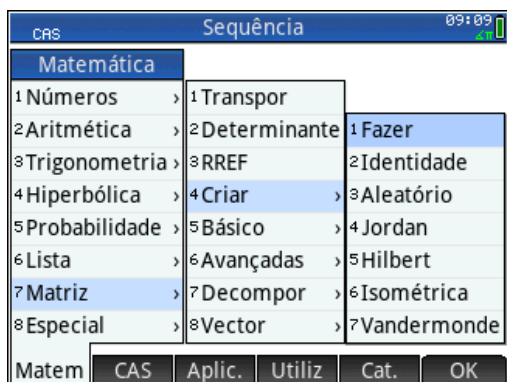 CAS Sequência 09:09
∡π
Matemática
1 Números ›
2 Aritmética ›
3 Trigonometria ›
4 Hiperbólica ›
5 Probabilidade ›
6 Lista ›
7 Matriz ›
8 Especial ›
1 Transpor
2 Determinante
3 RREF
4 Criar ›
5 Básico ›
6 Avançadas ›
7 Decompor ›
8 Vector ›
1 Fazer
2 Identidade
3 Aleatório
4 Jordan
5 Hilbert
6 Isométrica
7 Vandermonde
Matem CAS Aplic. Utiliz Cat. OK